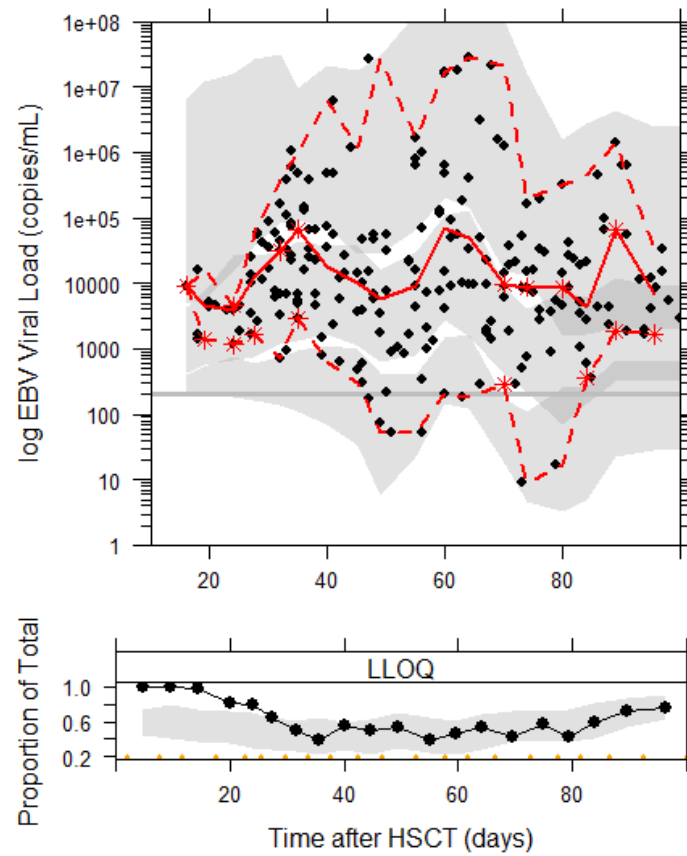 log EBV Viral Load (copies/mL)
1e+08
1e+07
1e+06
1e+05
10000
1000
100
10
1
20 40 60 80
LLOQ
Proportion of Total
1.0
0.6
0.2
20 40 60 80
Time after HSCT (days)